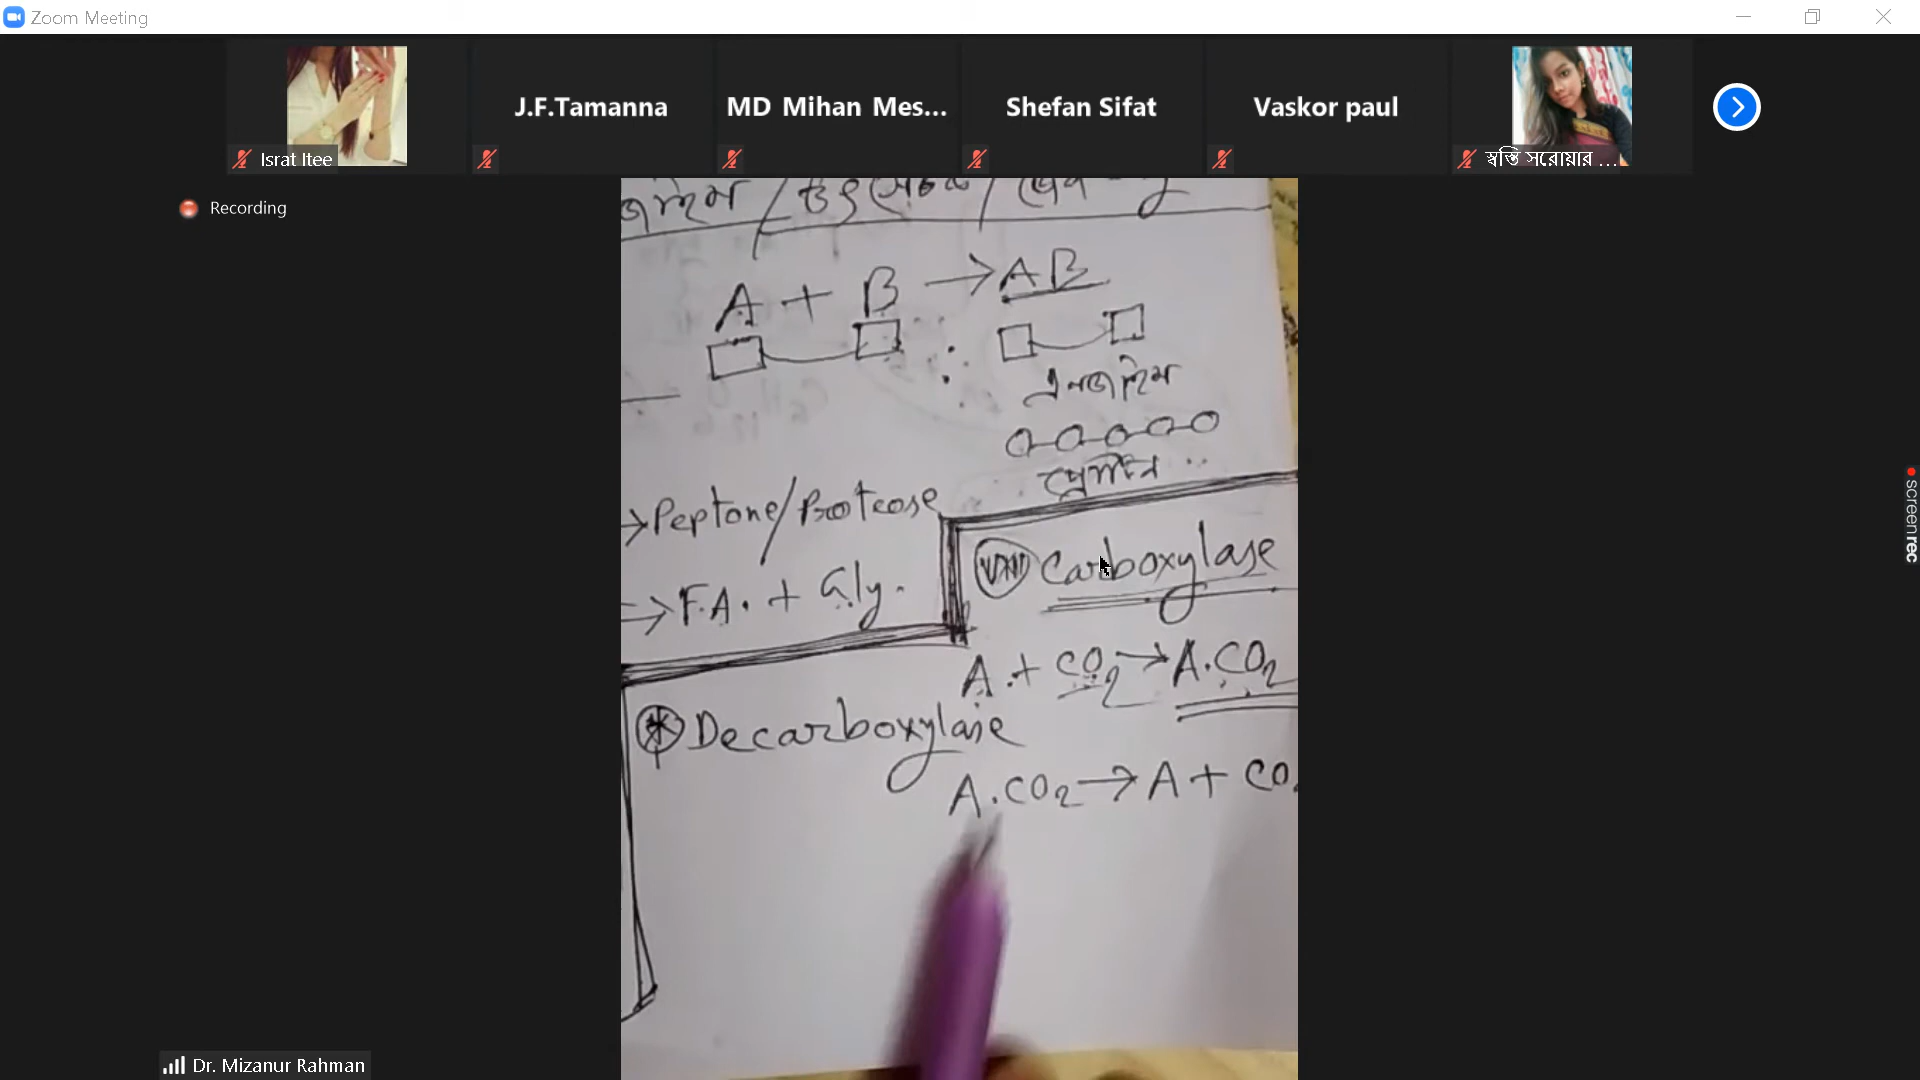 Zoom Meeting
Israt Itee
J.F.Tamanna
MD Mihan Mes...
Shefan Sifat
Vaskor paul
স্বস্তি সরোয়ার ...
Recording
A + B → AB
এনজাইম
প্রোটিন
→ Peptone/Proteose
→ F.A. + Gly.
Carboxylase
A + CO2 → A.CO2
Decarboxylase
A.CO2 → A + CO
screenrec
Dr. Mizanur Rahman